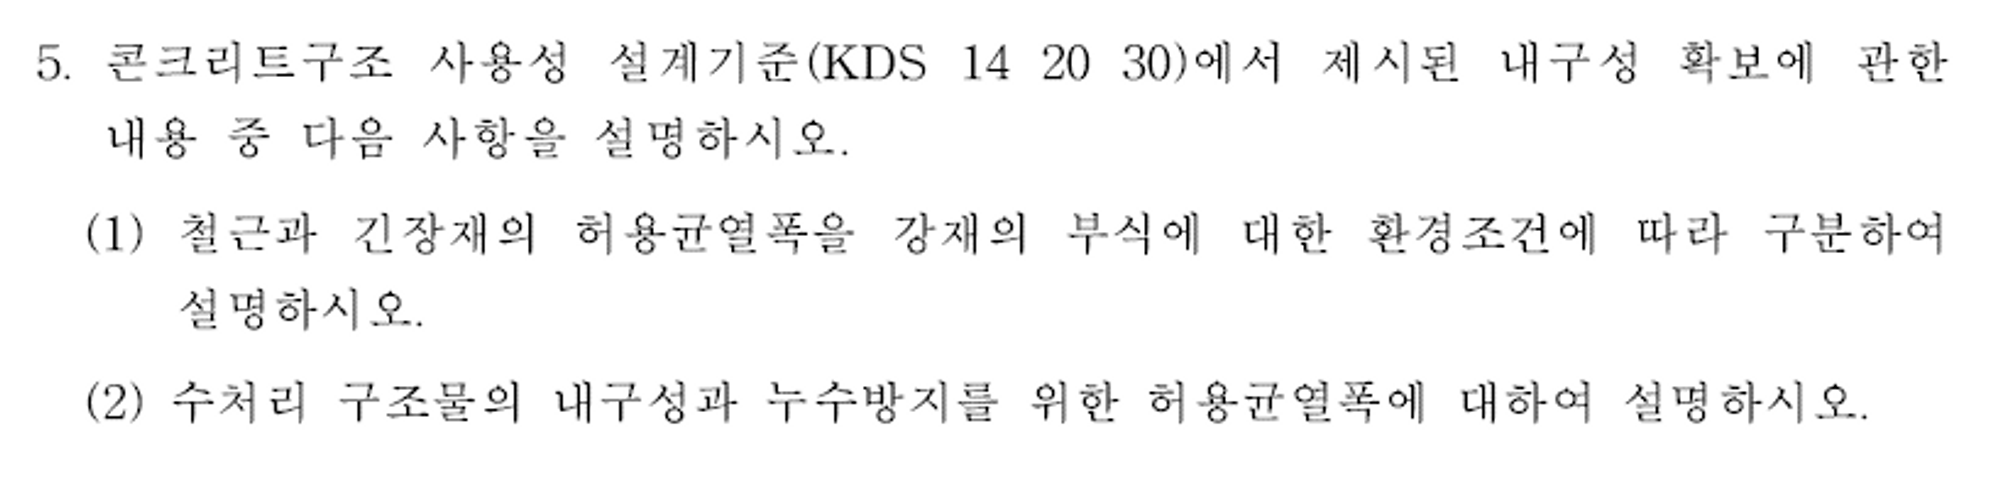 5. 콘크리트구조 사용성 설계기준(KDS 14 20 30)에서 제시된 내구성 확보에 관한
내용 중 다음 사항을 설명하시오.
(1) 철근과 긴장재의 허용균열폭을 강재의 부식에 대한 환경조건에 따라 구분하여
설명하시오.
(2) 수처리 구조물의 내구성과 누수방지를 위한 허용균열폭에 대하여 설명하시오.